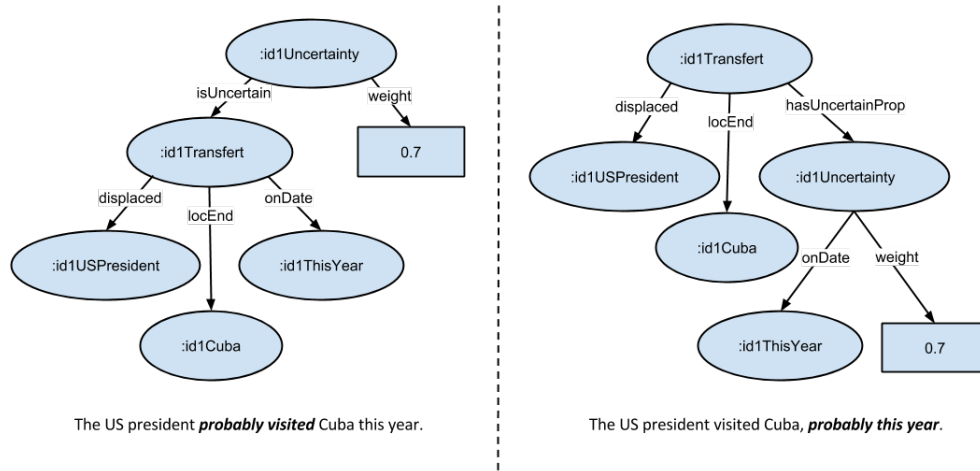 :id1Uncertainty
isUncertain
weight
:id1Transfert
0.7
displaced
locEnd
onDate
:id1USPresident
:id1ThisYear
:id1Cuba
The US president probably visited Cuba this year.
:id1Transfert
displaced
locEnd
hasUncertainProp
:id1USPresident
:id1Uncertainty
:id1Cuba
onDate
weight
:id1ThisYear
0.7
The US president visited Cuba, probably this year.